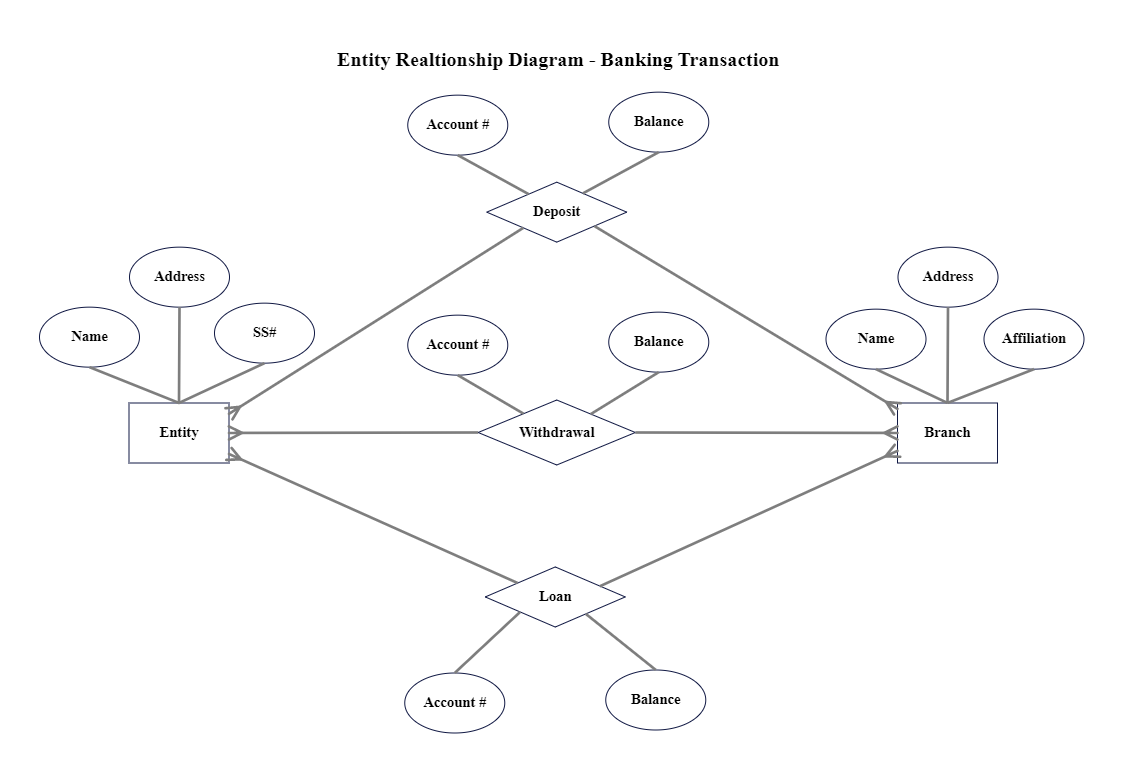 Entity Realtionship Diagram - Banking Transaction
Account #
Balance
Deposit
Address
Name
SS#
Entity
Account #
Balance
Withdrawal
Address
Name
Affiliation
Branch
Loan
Account #
Balance